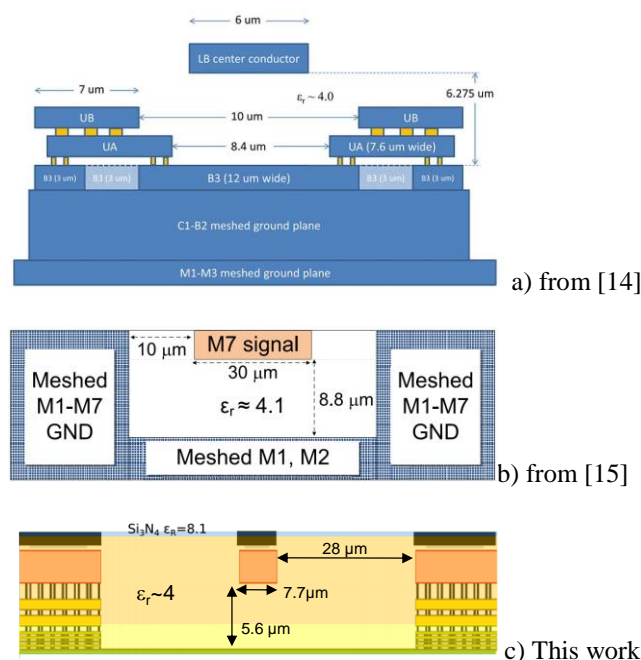 6 um
LB center conductor
7 um
εr ~ 4.0
6.275 um
UB
10 um
UB
UA
8.4 um
UA (7.6 um wide)
B3 (3 um)
B3 (3 um)
B3 (12 um wide)
B3 (3 um)
B3 (3 um)
C1-B2 meshed ground plane
M1-M3 meshed ground plane
a) from [14]
10 μm
M7 signal
30 μm
Meshed
M1-M7
GND
εr ≈ 4.1
8.8 μm
Meshed
M1-M7
GND
Meshed M1, M2
b) from [15]
Si3N4 εR=8.1
28 μm
εr~4
7.7μm
5.6 μm
c) This work